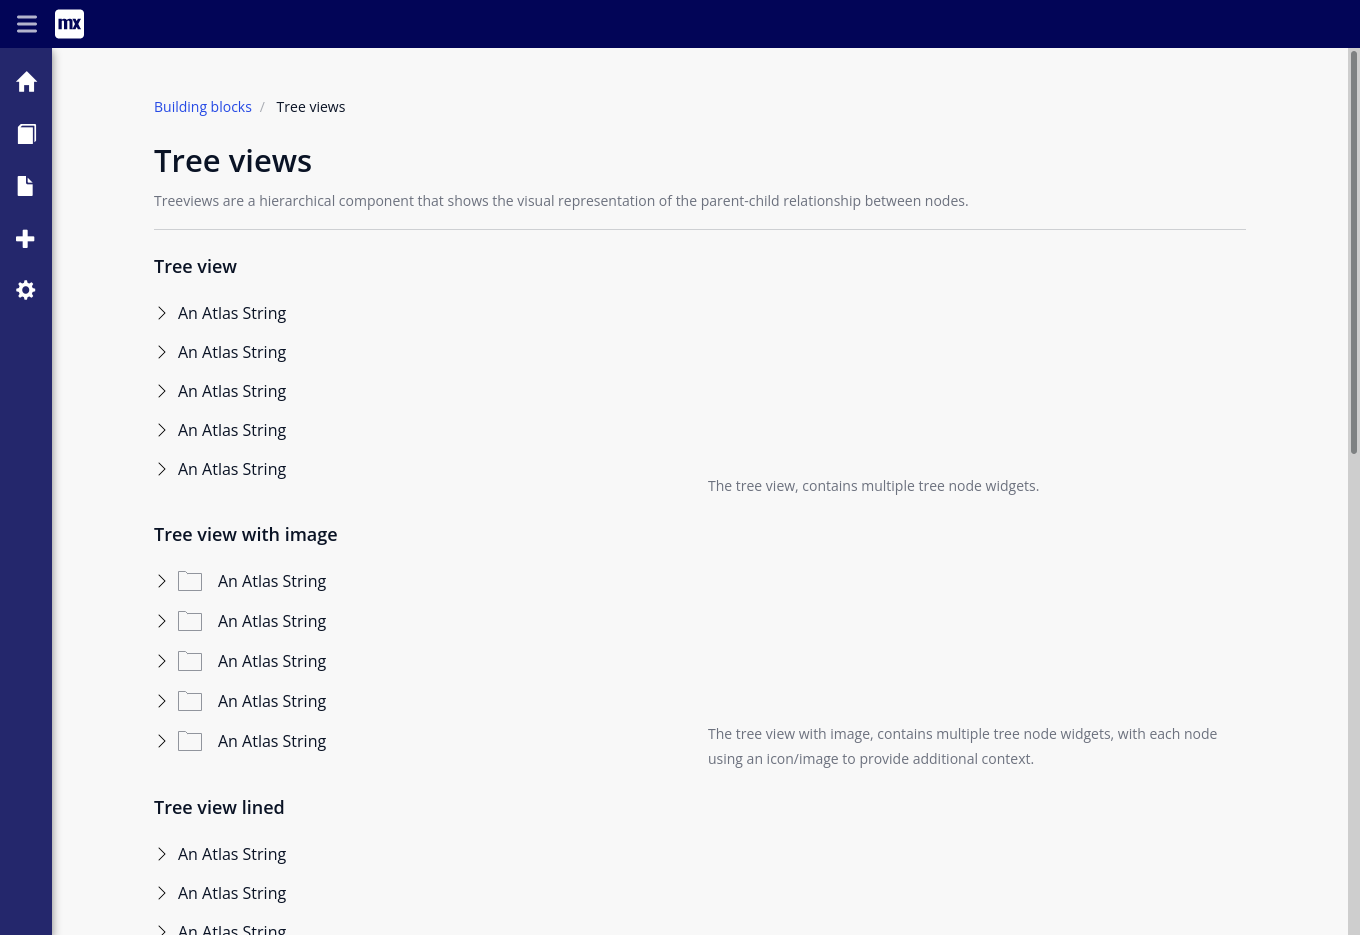 mx
Building blocks / Tree views
Tree views
Treeviews are a hierarchical component that shows the visual representation of the parent-child relationship between nodes.
Tree view
An Atlas String
An Atlas String
An Atlas String
An Atlas String
An Atlas String
The tree view, contains multiple tree node widgets.
Tree view with image
An Atlas String
An Atlas String
An Atlas String
An Atlas String
An Atlas String
The tree view with image, contains multiple tree node widgets, with each node
using an icon/image to provide additional context.
Tree view lined
An Atlas String
An Atlas String
An Atlas String